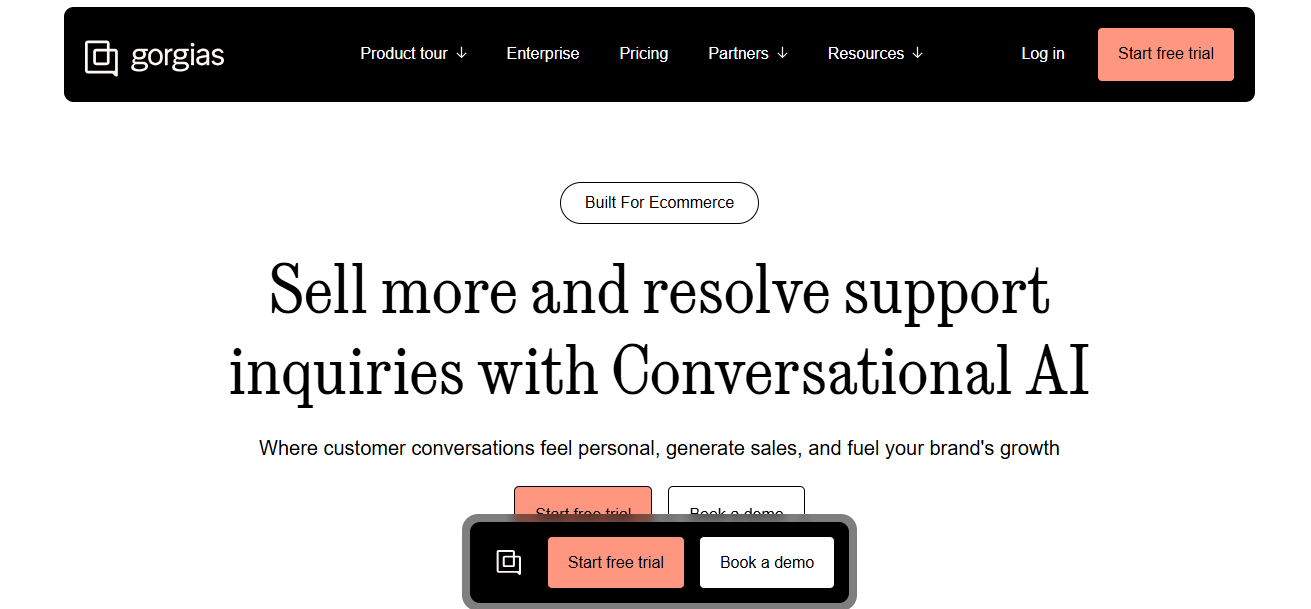 gorgias
Product tour ↓
Enterprise
Pricing
Partners ↓
Resources ↓
Log in
Start free trial
Built For Ecommerce
Sell more and resolve support
inquiries with Conversational AI
Where customer conversations feel personal, generate sales, and fuel your brand's growth
Start free trial
Book a demo
Start free trial
Book a demo